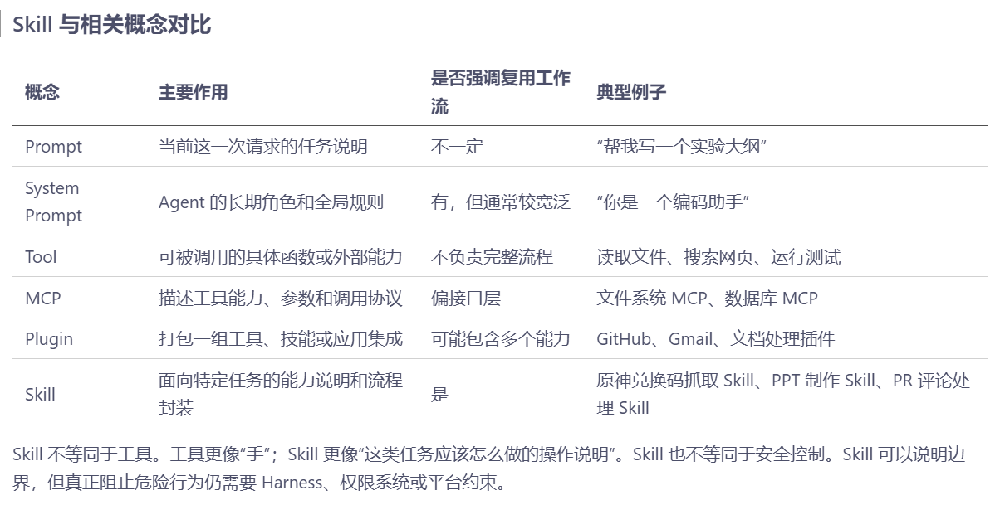 Skill 与相关概念对比
概念 主要作用 是否强调复用工作流 典型例子
Prompt 当前这一次请求的任务说明 不一定 “帮我写一个实验大纲”
System Prompt Agent 的长期角色和全局规则 有，但通常较宽泛 “你是一个编码助手”
Tool 可被调用的具体函数或外部能力 不负责完整流程 读取文件、搜索网页、运行测试
MCP 描述工具能力、参数和调用协议 偏接口层 文件系统 MCP、数据库 MCP
Plugin 打包一组工具、技能或应用集成 可能包含多个能力 GitHub、Gmail、文档处理插件
Skill 面向特定任务的能力说明和流程封装 是 原神兑换码抓取 Skill、PPT 制作 Skill、PR 评论处理 Skill
Skill 不等同于工具。工具更像“手”；Skill 更像“这类任务应该怎么做的操作说明”。Skill 也不等同于安全控制。Skill 可以说明边
界，但真正阻止危险行为仍需要 Harness、权限系统或平台约束。